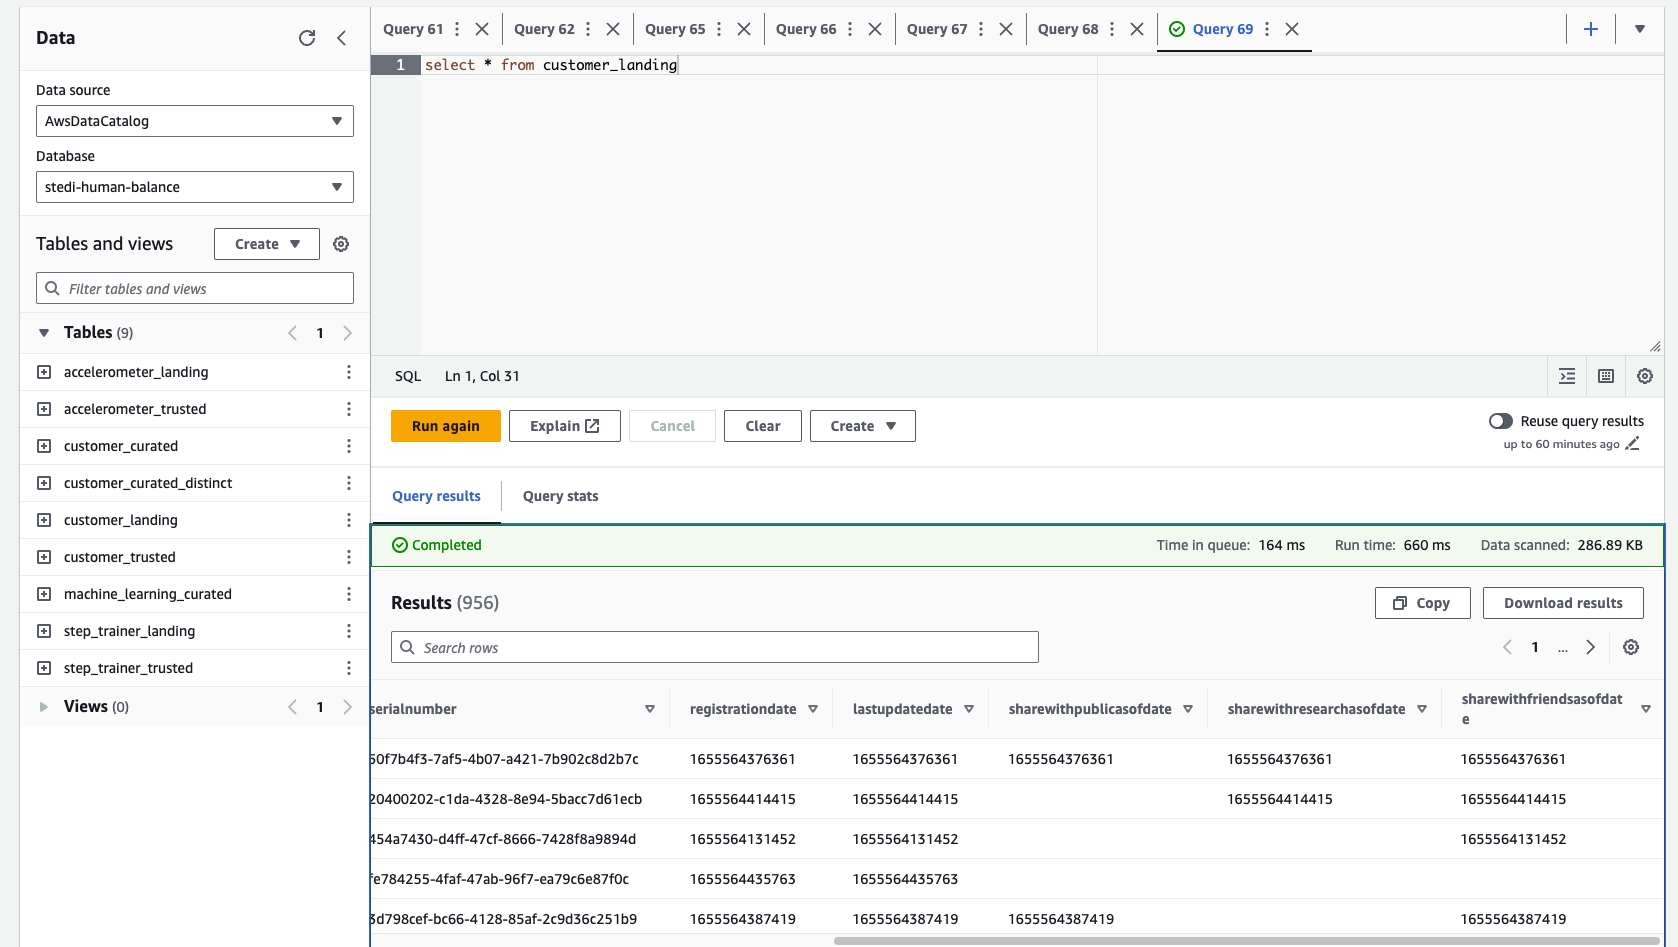 Data
Data source
AwsDataCatalog
Database
stedi-human-balance
Tables and views
Create
Filter tables and views
Tables (9)
1
accelerometer_landing
accelerometer_trusted
customer_curated
customer_curated_distinct
customer_landing
customer_trusted
machine_learning_curated
step_trainer_landing
step_trainer_trusted
Views (0)
1
Query 61
Query 62
Query 65
Query 66
Query 67
Query 68
Query 69
1 select * from customer_landing
SQL Ln 1, Col 31
Run again
Explain
Cancel
Clear
Create
Reuse query results
up to 60 minutes ago
Query results
Query stats
Completed
Time in queue: 164 ms Run time: 660 ms Data scanned: 286.89 KB
Results (956)
Copy
Download results
Search rows
1 ...
serialnumber registrationdate lastupdatedate sharewithpublicasofdate sharewithresearchasofdate sharewithfriendsasofdat
e
50f7b4f3-7af5-4b07-a421-7b902c8d2b7c 1655564376361 1655564376361 1655564376361 1655564376361 1655564376361
20400202-c1da-4328-8e94-5bacc7d61ecb 1655564414415 1655564414415 1655564414415 1655564414415
454a7430-d4ff-47cf-8666-7428f8a9894d 1655564131452 1655564131452 1655564131452
fe784255-4faf-47ab-96f7-ea79c6e87f0c 1655564435763 1655564435763
3d798cef-bc66-4128-85af-2c9d36c251b9 1655564387419 1655564387419 1655564387419 1655564387419